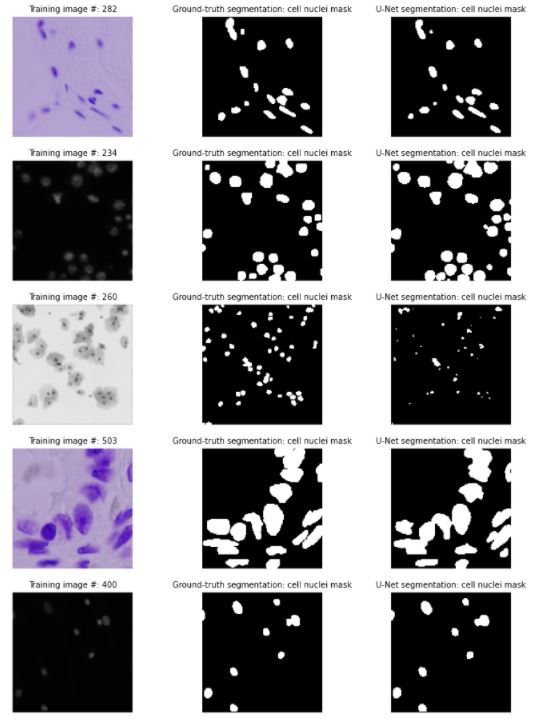 Training image #: 282 Ground-truth segmentation: cell nuclei mask U-Net segmentation: cell nuclei mask
Training image #: 234 Ground-truth segmentation: cell nuclei mask U-Net segmentation: cell nuclei mask
Training image #: 260 Ground-truth segmentation: cell nuclei mask U-Net segmentation: cell nuclei mask
Training image #: 503 Ground-truth segmentation: cell nuclei mask U-Net segmentation: cell nuclei mask
Training image #: 400 Ground-truth segmentation: cell nuclei mask U-Net segmentation: cell nuclei mask